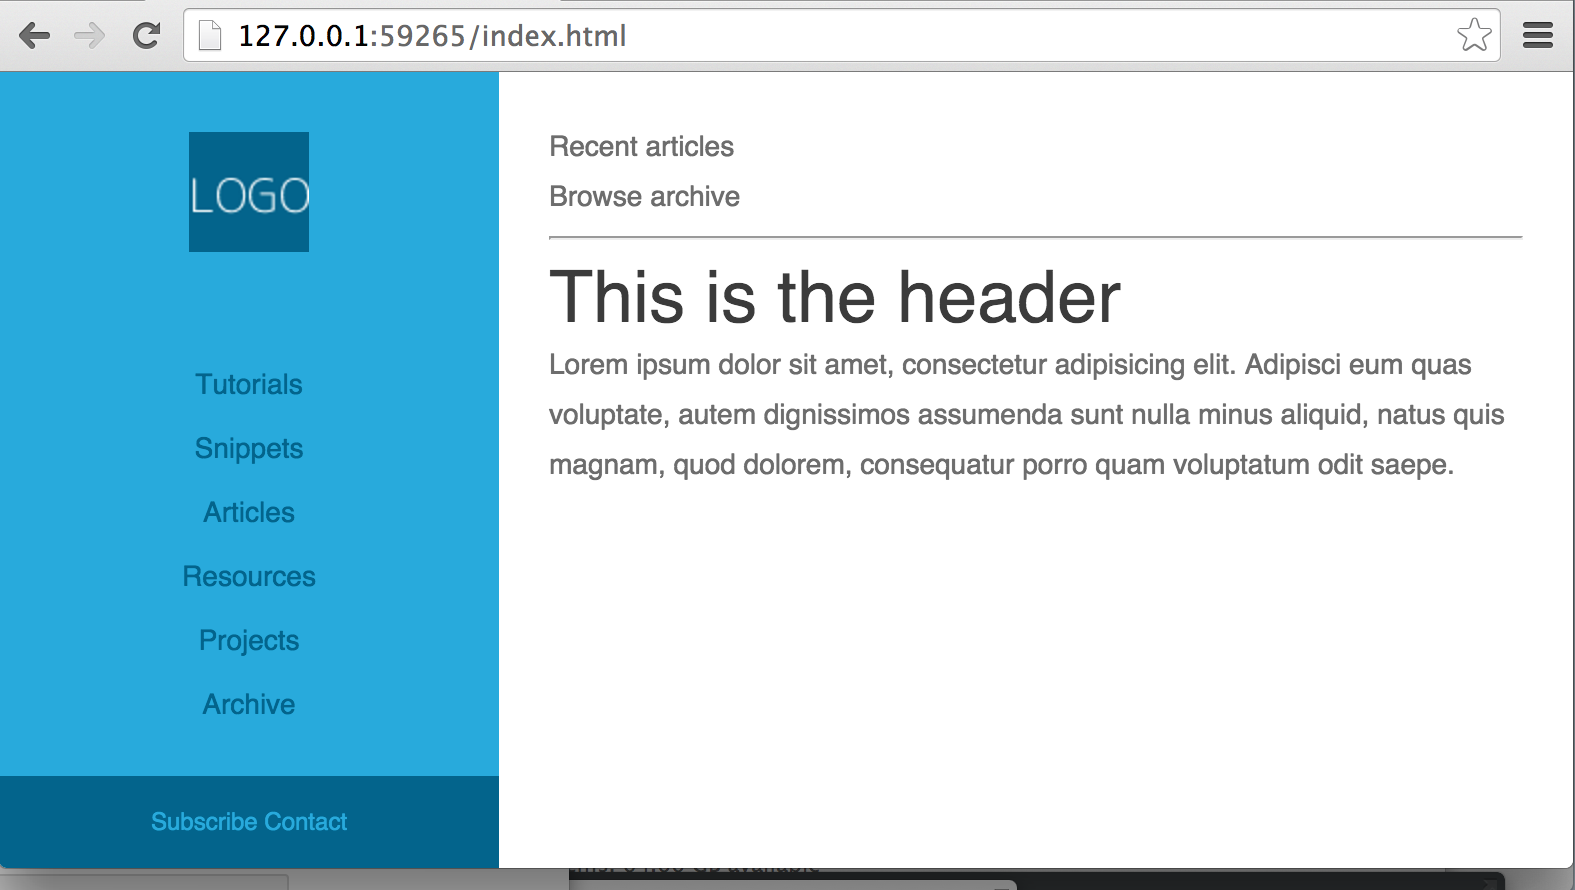 127.0.0.1:59265/index.html
LOGO
Tutorials
Snippets
Articles
Resources
Projects
Archive
Subscribe Contact
Recent articles
Browse archive
This is the header
Lorem ipsum dolor sit amet, consectetur adipisicing elit. Adipisci eum quas
voluptate, autem dignissimos assumenda sunt nulla minus aliquid, natus quis
magnam, quod dolorem, consequatur porro quam voluptatum odit saepe.